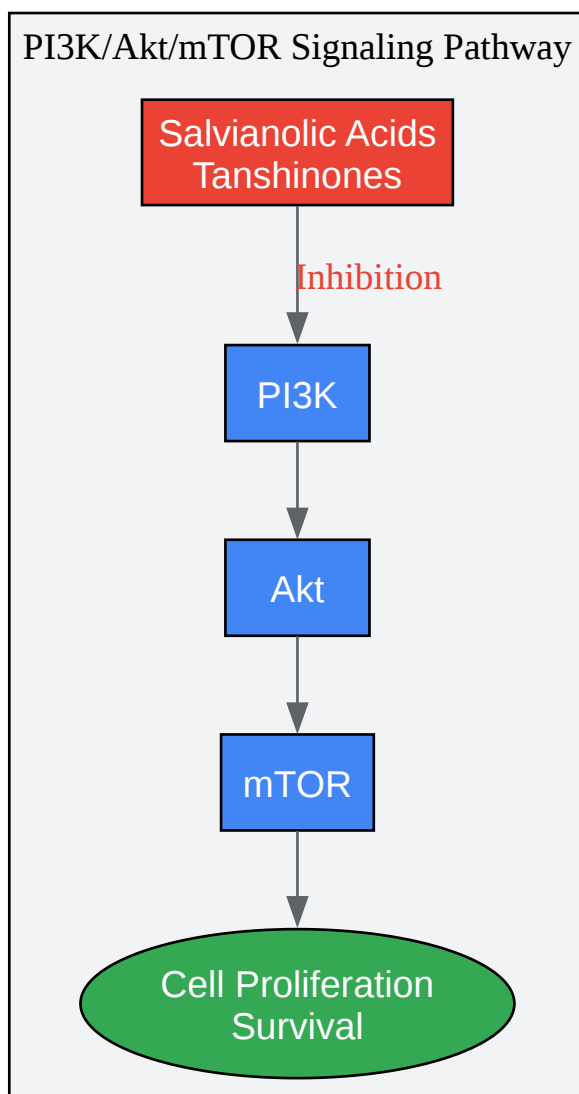 PI3K/Akt/mTOR Signaling Pathway
Salvianolic Acids
Tanshinones
Inhibition
PI3K
Akt
mTOR
Cell Proliferation
Survival